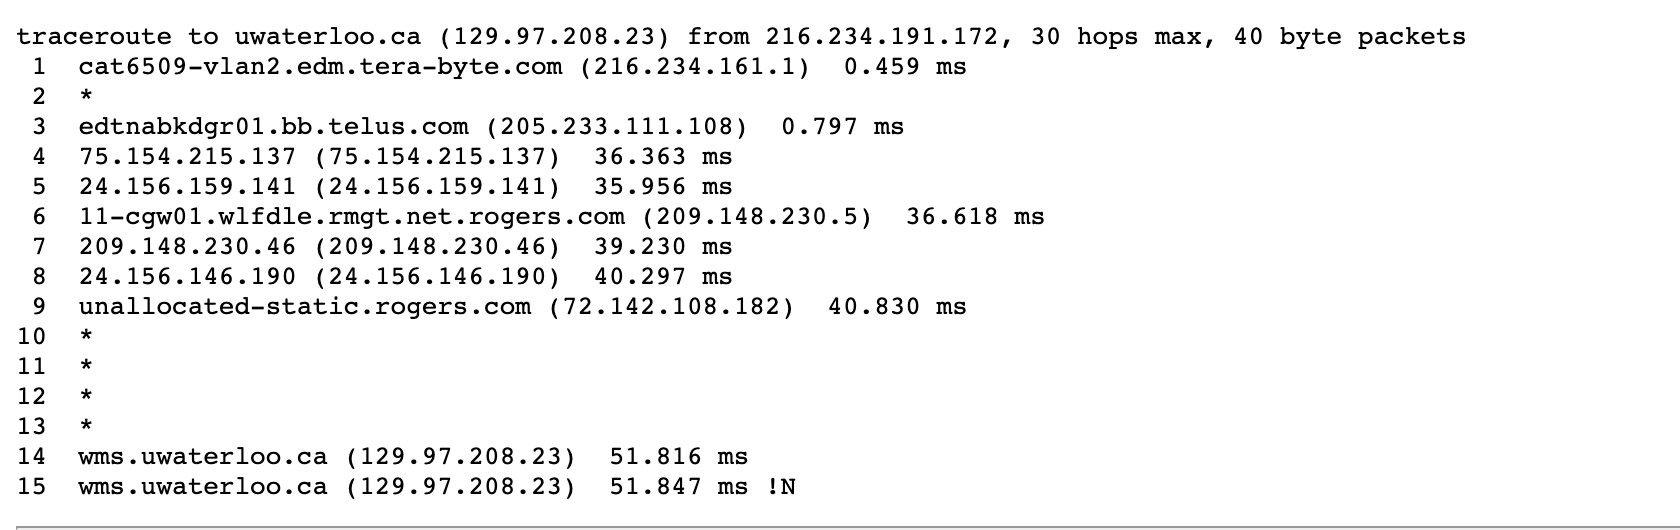 traceroute to uwaterloo.ca (129.97.208.23) from 216.234.191.172, 30 hops max, 40 byte packets
1 cat6509-vlan2.edm.tera-byte.com (216.234.161.1) 0.459 ms
2 *
3 edtnabkdgr01.bb.telus.com (205.233.111.108) 0.797 ms
4 75.154.215.137 (75.154.215.137) 36.363 ms
5 24.156.159.141 (24.156.159.141) 35.956 ms
6 11-cgw01.wlfdle.rmgt.net.rogers.com (209.148.230.5) 36.618 ms
7 209.148.230.46 (209.148.230.46) 39.230 ms
8 24.156.146.190 (24.156.146.190) 40.297 ms
9 unallocated-static.rogers.com (72.142.108.182) 40.830 ms
10 *
11 *
12 *
13 *
14 wms.uwaterloo.ca (129.97.208.23) 51.816 ms
15 wms.uwaterloo.ca (129.97.208.23) 51.847 ms !N